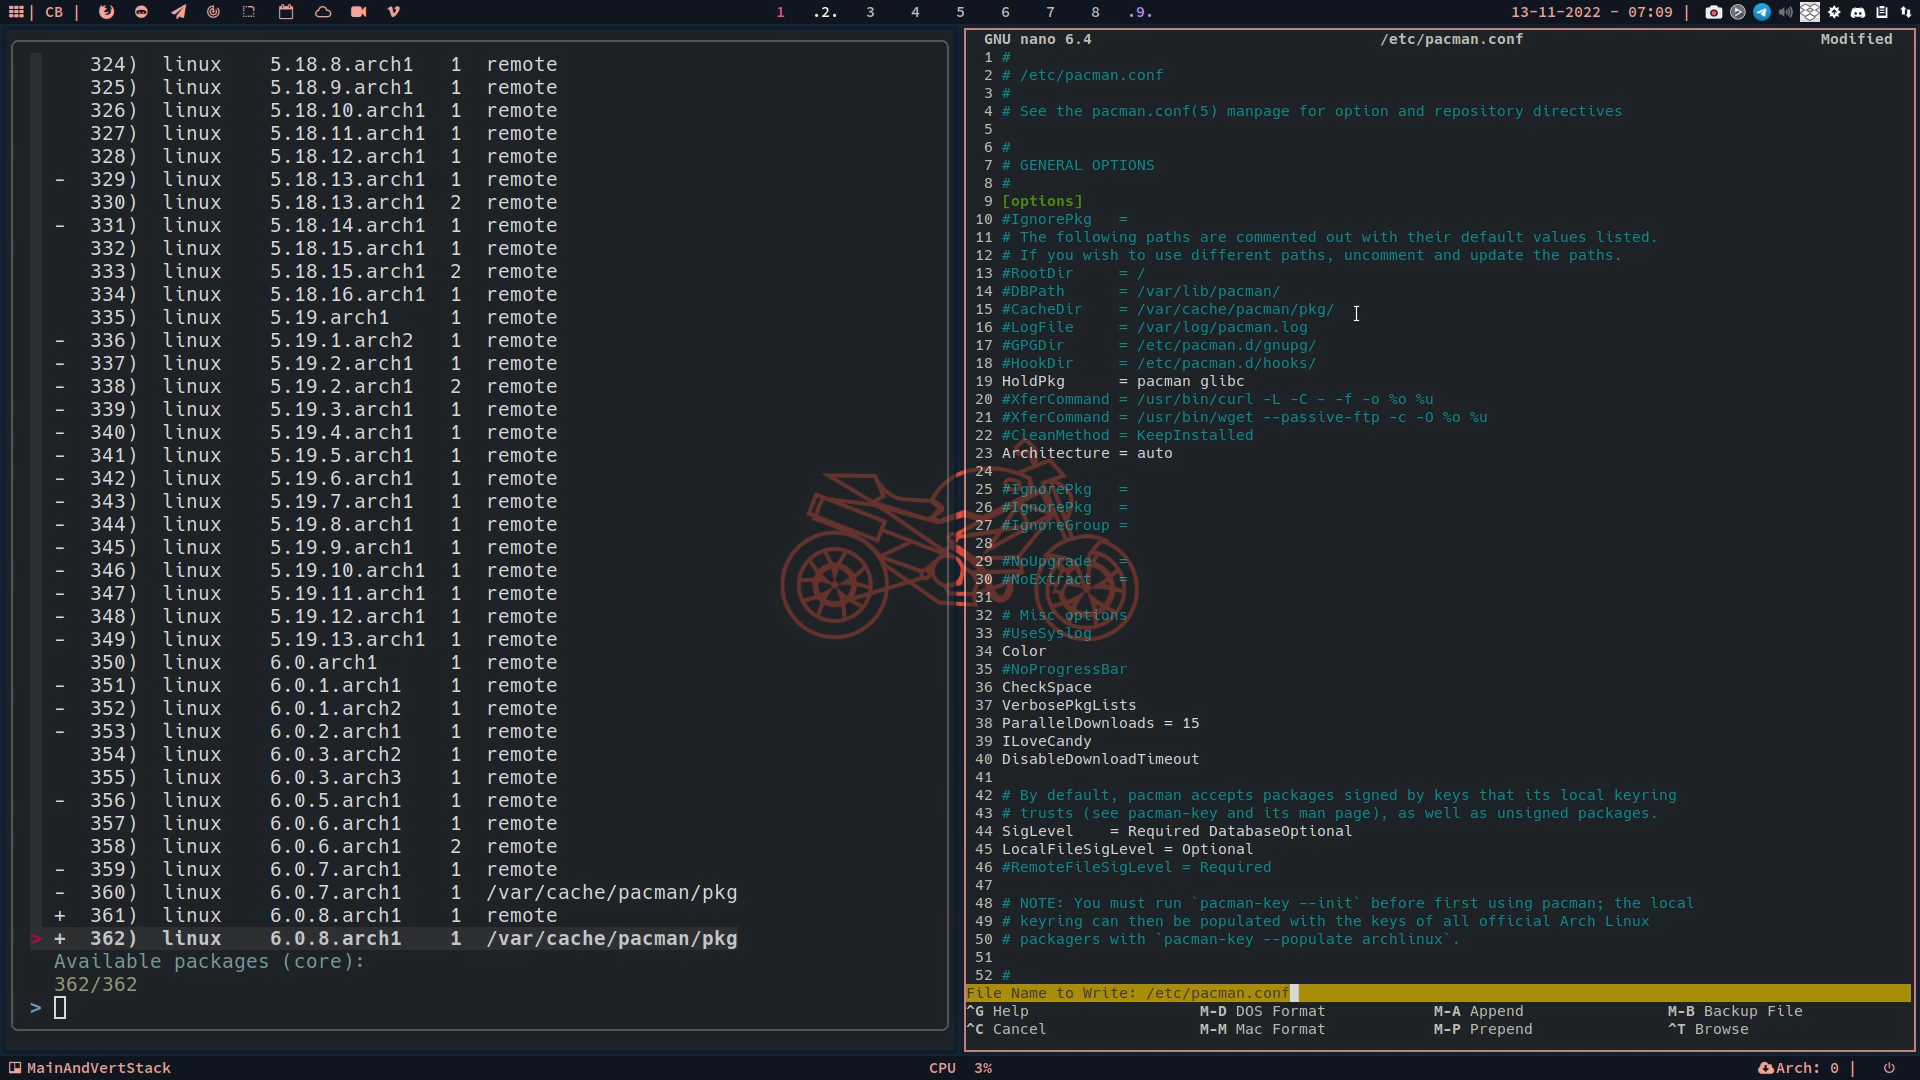 | CB |
1 .2. 3 4 5 6 7 8 .9.
13-11-2022 - 07:09 |
324) linux 5.18.8.arch1 1 remote
325) linux 5.18.9.arch1 1 remote
326) linux 5.18.10.arch1 1 remote
327) linux 5.18.11.arch1 1 remote
328) linux 5.18.12.arch1 1 remote
- 329) linux 5.18.13.arch1 1 remote
330) linux 5.18.13.arch1 2 remote
- 331) linux 5.18.14.arch1 1 remote
332) linux 5.18.15.arch1 1 remote
333) linux 5.18.15.arch1 2 remote
334) linux 5.18.16.arch1 1 remote
335) linux 5.19.arch1 1 remote
- 336) linux 5.19.1.arch2 1 remote
- 337) linux 5.19.2.arch1 1 remote
- 338) linux 5.19.2.arch1 2 remote
- 339) linux 5.19.3.arch1 1 remote
- 340) linux 5.19.4.arch1 1 remote
- 341) linux 5.19.5.arch1 1 remote
- 342) linux 5.19.6.arch1 1 remote
- 343) linux 5.19.7.arch1 1 remote
- 344) linux 5.19.8.arch1 1 remote
- 345) linux 5.19.9.arch1 1 remote
- 346) linux 5.19.10.arch1 1 remote
- 347) linux 5.19.11.arch1 1 remote
- 348) linux 5.19.12.arch1 1 remote
- 349) linux 5.19.13.arch1 1 remote
350) linux 6.0.arch1 1 remote
- 351) linux 6.0.1.arch1 1 remote
- 352) linux 6.0.1.arch2 1 remote
- 353) linux 6.0.2.arch1 1 remote
354) linux 6.0.3.arch2 1 remote
355) linux 6.0.3.arch3 1 remote
- 356) linux 6.0.5.arch1 1 remote
357) linux 6.0.6.arch1 1 remote
358) linux 6.0.6.arch1 2 remote
- 359) linux 6.0.7.arch1 1 remote
- 360) linux 6.0.7.arch1 1 /var/cache/pacman/pkg
+ 361) linux 6.0.8.arch1 1 remote
> + 362) linux 6.0.8.arch1 1 /var/cache/pacman/pkg
Available packages (core):
362/362
>
GNU nano 6.4 /etc/pacman.conf Modified
1 #
2 # /etc/pacman.conf
3 #
4 # See the pacman.conf(5) manpage for option and repository directives
5
6 #
7 # GENERAL OPTIONS
8 #
9 [options]
10 #IgnorePkg =
11 # The following paths are commented out with their default values listed.
12 # If you wish to use different paths, uncomment and update the paths.
13 #RootDir = /
14 #DBPath = /var/lib/pacman/
15 #CacheDir = /var/cache/pacman/pkg/
16 #LogFile = /var/log/pacman.log
17 #GPGDir = /etc/pacman.d/gnupg/
18 #HookDir = /etc/pacman.d/hooks/
19 HoldPkg = pacman glibc
20 #XferCommand = /usr/bin/curl -L -C - -f -o %o %u
21 #XferCommand = /usr/bin/wget --passive-ftp -c -O %o %u
22 #CleanMethod = KeepInstalled
23 Architecture = auto
24
25 #IgnorePkg =
26 #IgnorePkg =
27 #IgnoreGroup =
28
29 #NoUpgrade =
30 #NoExtract =
31
32 # Misc options
33 #UseSyslog
34 Color
35 #NoProgressBar
36 CheckSpace
37 VerbosePkgLists
38 ParallelDownloads = 15
39 ILoveCandy
40 DisableDownloadTimeout
41
42 # By default, pacman accepts packages signed by keys that its local keyring
43 # trusts (see pacman-key and its man page), as well as unsigned packages.
44 SigLevel = Required DatabaseOptional
45 LocalFileSigLevel = Optional
46 #RemoteFileSigLevel = Required
47
48 # NOTE: You must run `pacman-key --init` before first using pacman; the local
49 # keyring can then be populated with the keys of all official Arch Linux
50 # packagers with `pacman-key --populate archlinux`.
51
52 #
File Name to Write: /etc/pacman.conf
^G Help M-D DOS Format M-A Append M-B Backup File
^C Cancel M-M Mac Format M-P Prepend ^T Browse
MainAndVertStack
CPU 3%
Arch: 0 |